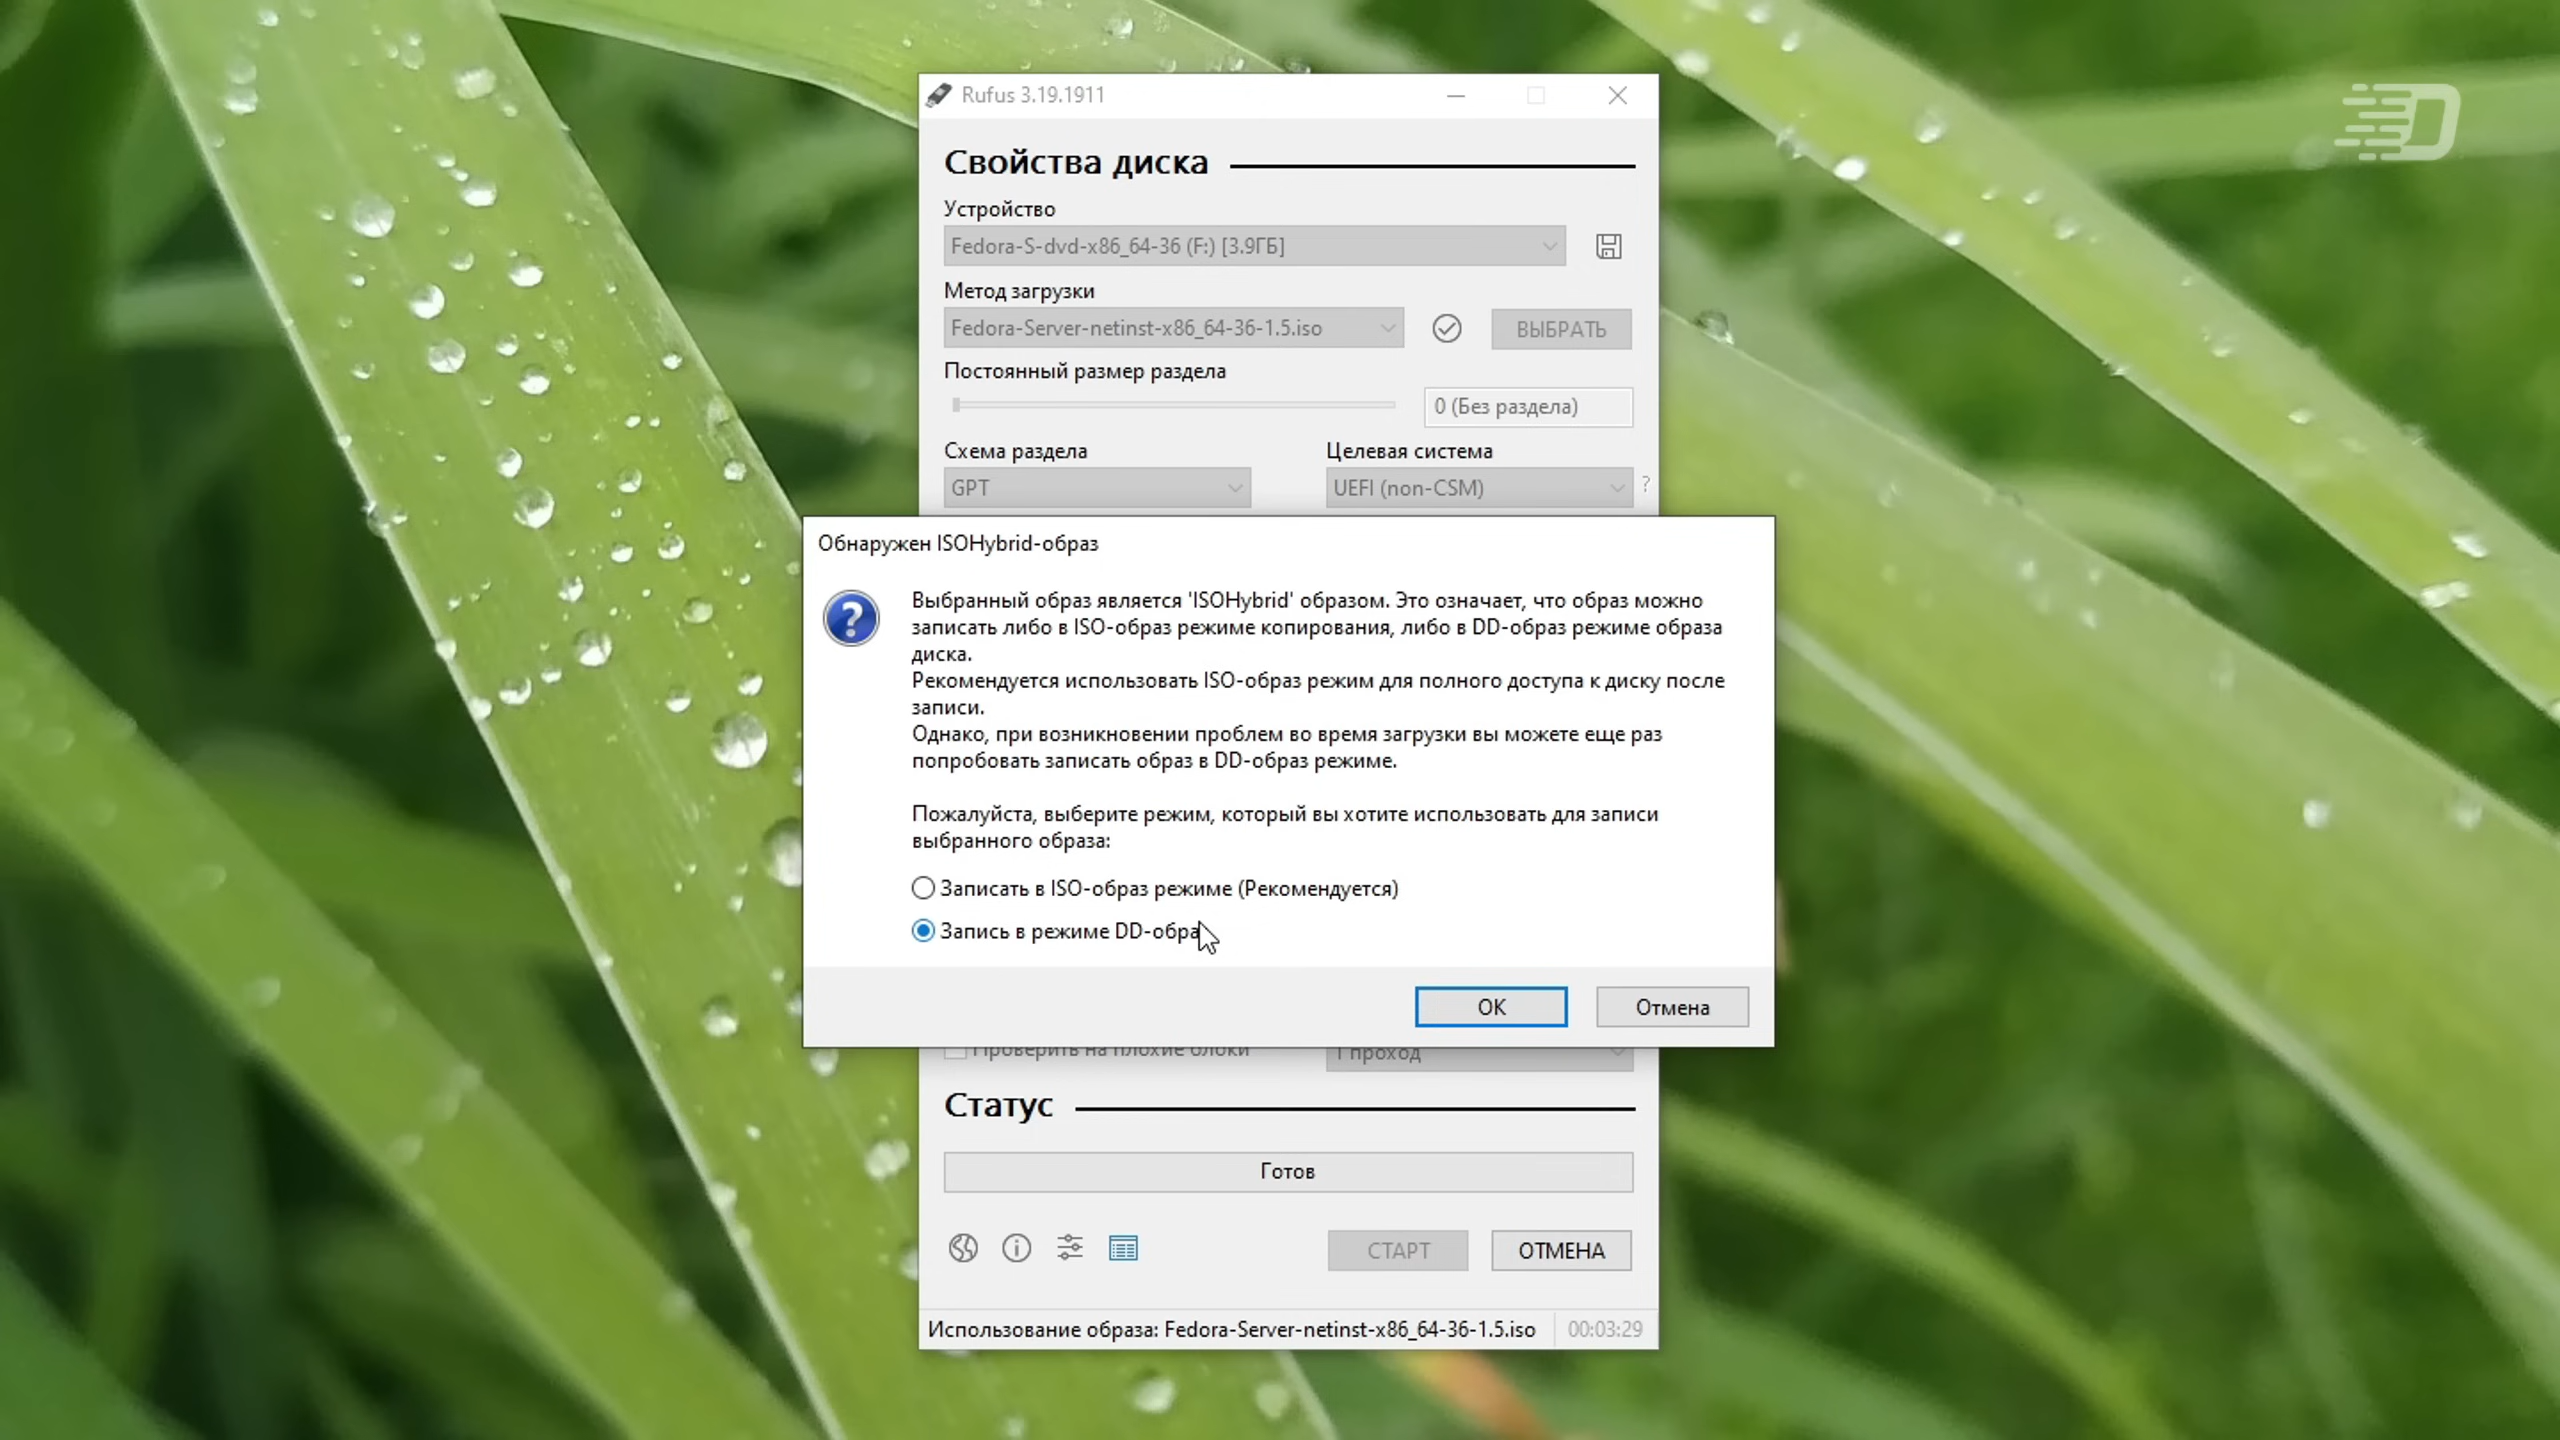 Rufus 3.19.1911
Свойства диска
Устройство
Fedora-S-dvd-x86_64-36 (F:) [3.9ГБ]
Метод загрузки
Fedora-Server-netinst-x86_64-36-1.5.iso
ВЫБРАТЬ
Постоянный размер раздела
0 (Без раздела)
Схема раздела
Целевая система
GPT
UEFI (non-CSM)
?
Обнаружен ISOHybrid-образ
Выбранный образ является 'ISOHybrid' образом. Это означает, что образ можно
записать либо в ISO-образ режиме копирования, либо в DD-образ режиме образа
диска.
Рекомендуется использовать ISO-образ режим для полного доступа к диску после
записи.
Однако, при возникновении проблем во время загрузки вы можете еще раз
попробовать записать образ в DD-образ режиме.
Пожалуйста, выберите режим, который вы хотите использовать для записи
выбранного образа:
Записать в ISO-образ режиме (Рекомендуется)
Запись в режиме DD-обра
OK
Отмена
Проверить на плохие блоки
1 проход
Статус
Готов
СТАРТ
ОТМЕНА
Использование образа: Fedora-Server-netinst-x86_64-36-1.5.iso
00:03:29
D